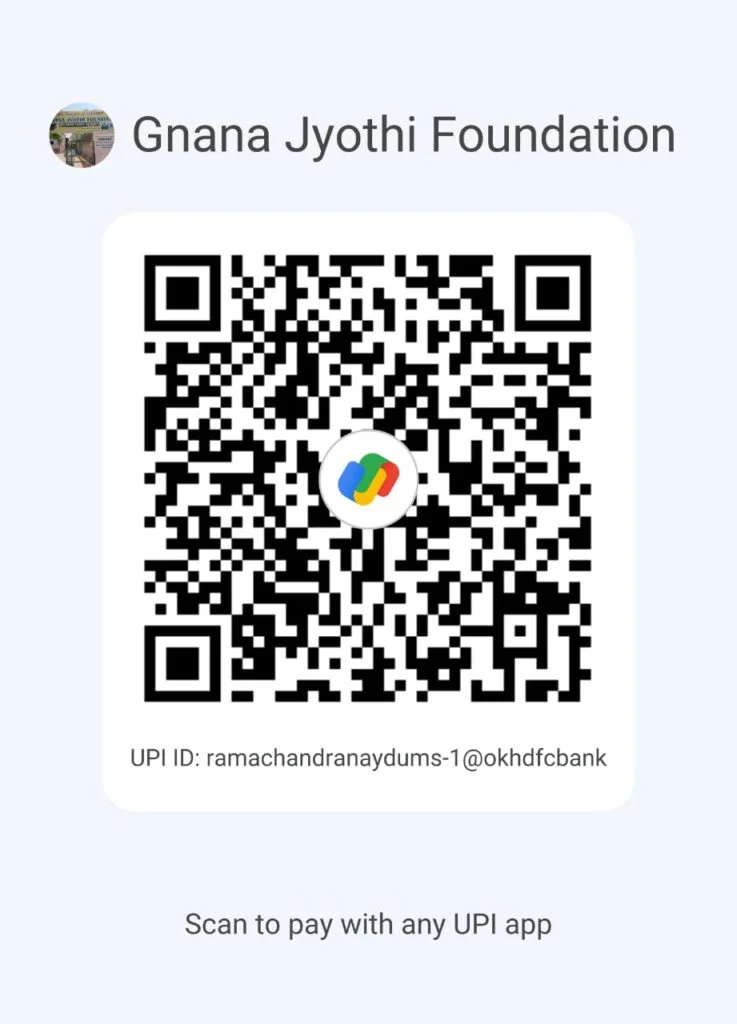 Gnana Jyothi Foundation
UPI ID: ramachandranaydums-1@okhdfcbank
Scan to pay with any UPI app